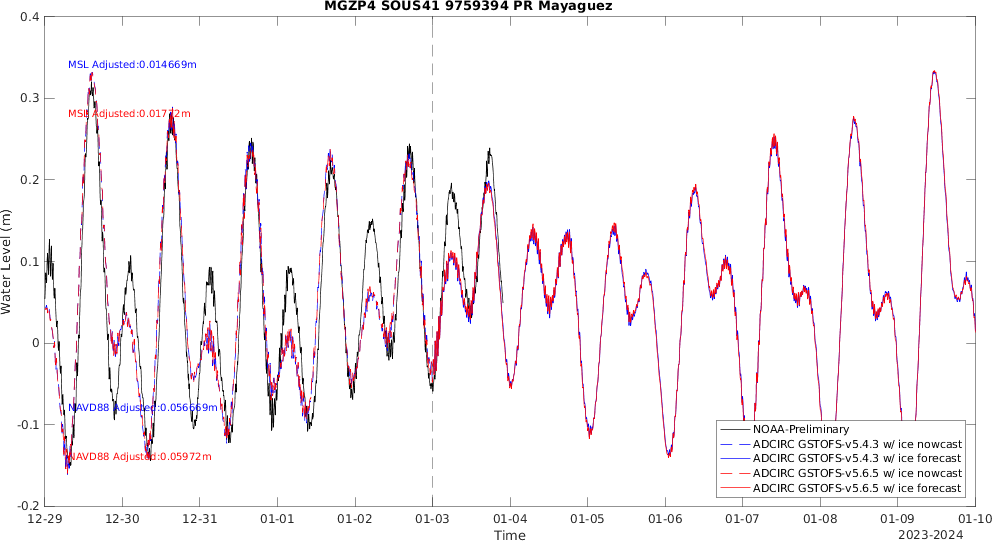 MGZP4 SOUS41 9759394 PR Mayaguez
0.4
0.3
0.2
0.1
0
-0.1
-0.2
Water Level (m)
MSL Adjusted:0.014669m
MSL Adjusted:0.01772m
NAVD88 Adjusted:0.056669m
NAVD88 Adjusted:0.05972m
NOAA-Preliminary
ADCIRC GSTOFS-v5.4.3 w/ ice nowcast
ADCIRC GSTOFS-v5.4.3 w/ ice forecast
ADCIRC GSTOFS-v5.6.5 w/ ice nowcast
ADCIRC GSTOFS-v5.6.5 w/ ice forecast
12-29 12-30 12-31 01-01 01-02 01-03 01-04 01-05 01-06 01-07 01-08 01-09 01-10
Time
2023-2024